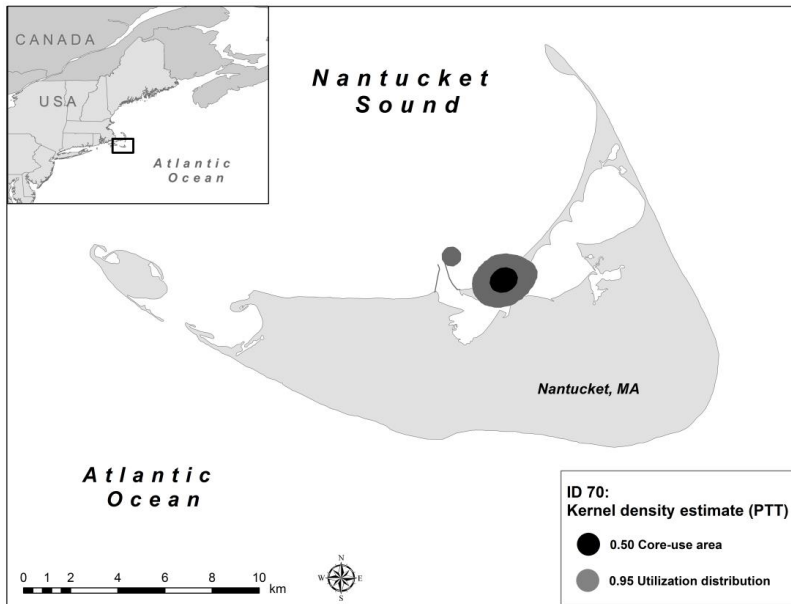 CANADA
USA
Atlantic
Ocean
Nantucket
Sound
Nantucket, MA
Atlantic
Ocean
0 1 2 4 6 8 10
km
N
W E
S
ID 70:
Kernel density estimate (PTT)
0.50 Core-use area
0.95 Utilization distribution